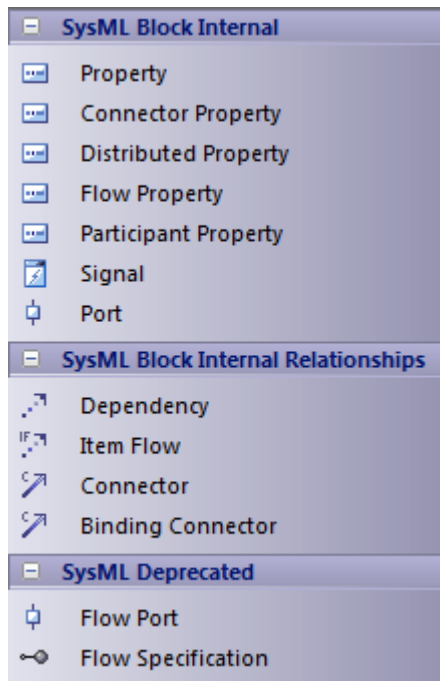 SysML Block Internal
Property
Connector Property
Distributed Property
Flow Property
Participant Property
Signal
Port
SysML Block Internal Relationships
Dependency
IF Item Flow
C Connector
C Binding Connector
SysML Deprecated
Flow Port
Flow Specification